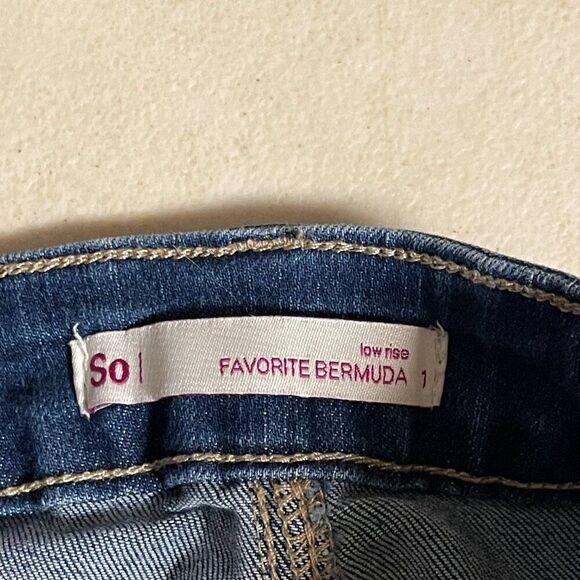 So
low rise
FAVORITE BERMUDA 1